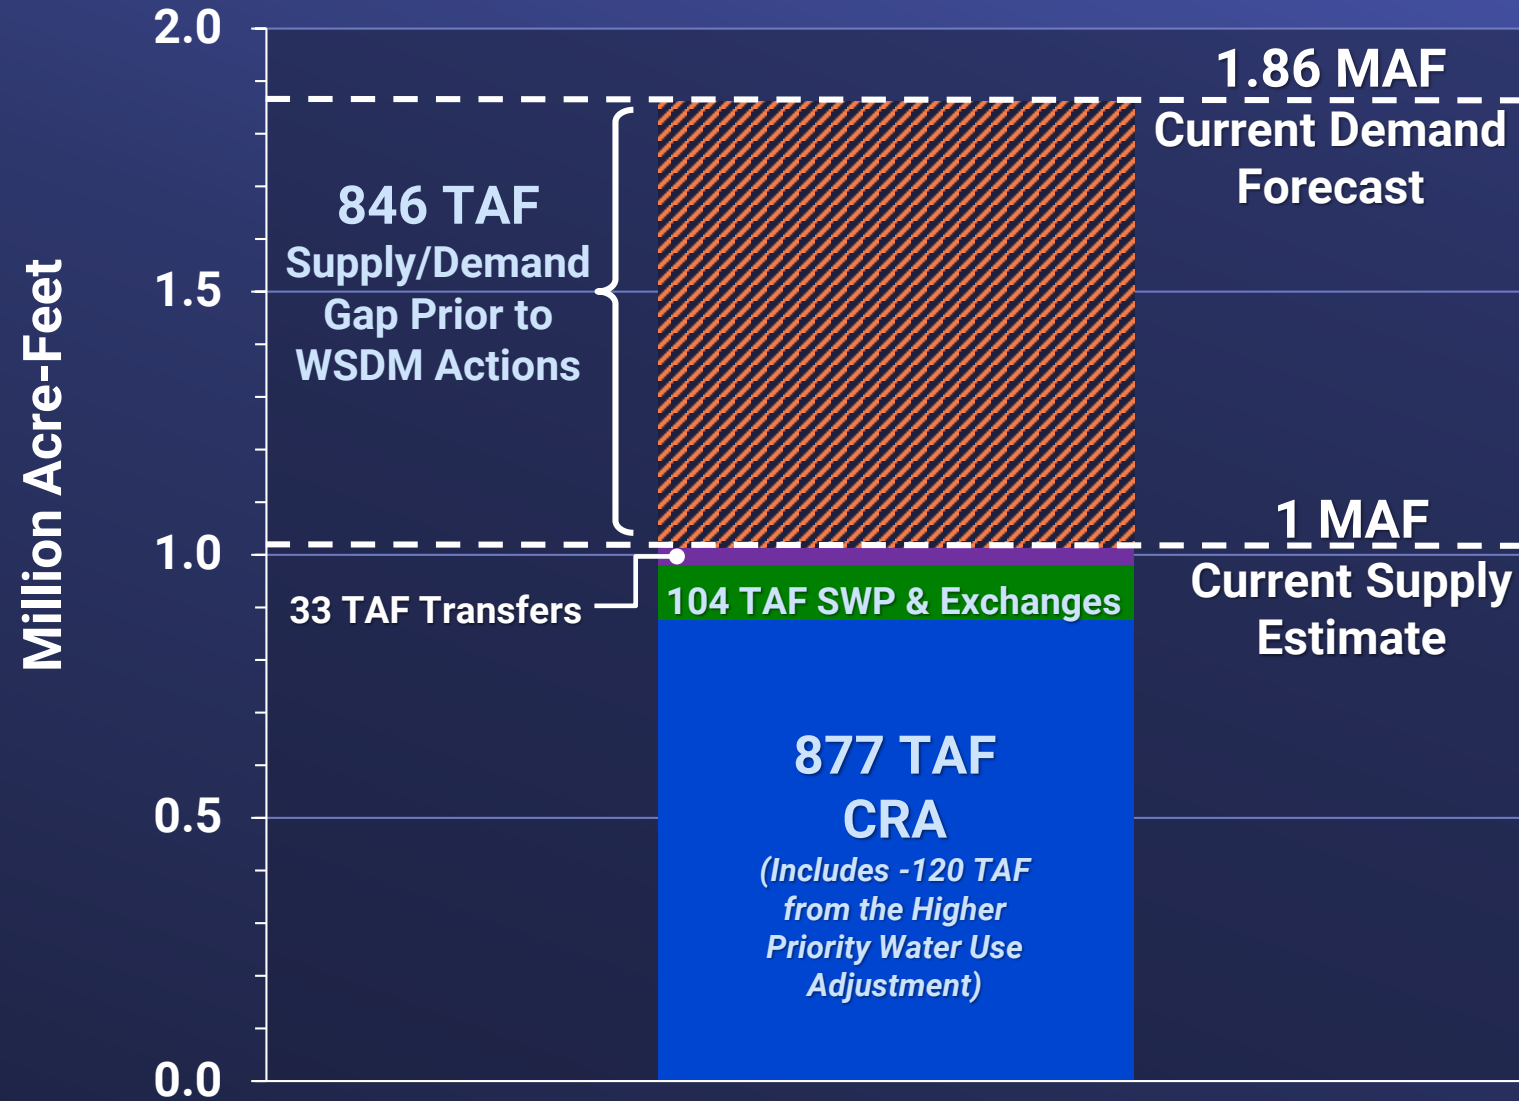 Million Acre-Feet
2.0
1.5
1.0
0.5
0.0
846 TAF
Supply/Demand
Gap Prior to
WSDM Actions
33 TAF Transfers
104 TAF SWP & Exchanges
877 TAF
CRA
(Includes -120 TAF
from the Higher
Priority Water Use
Adjustment)
1.86 MAF
Current Demand
Forecast
1 MAF
Current Supply
Estimate